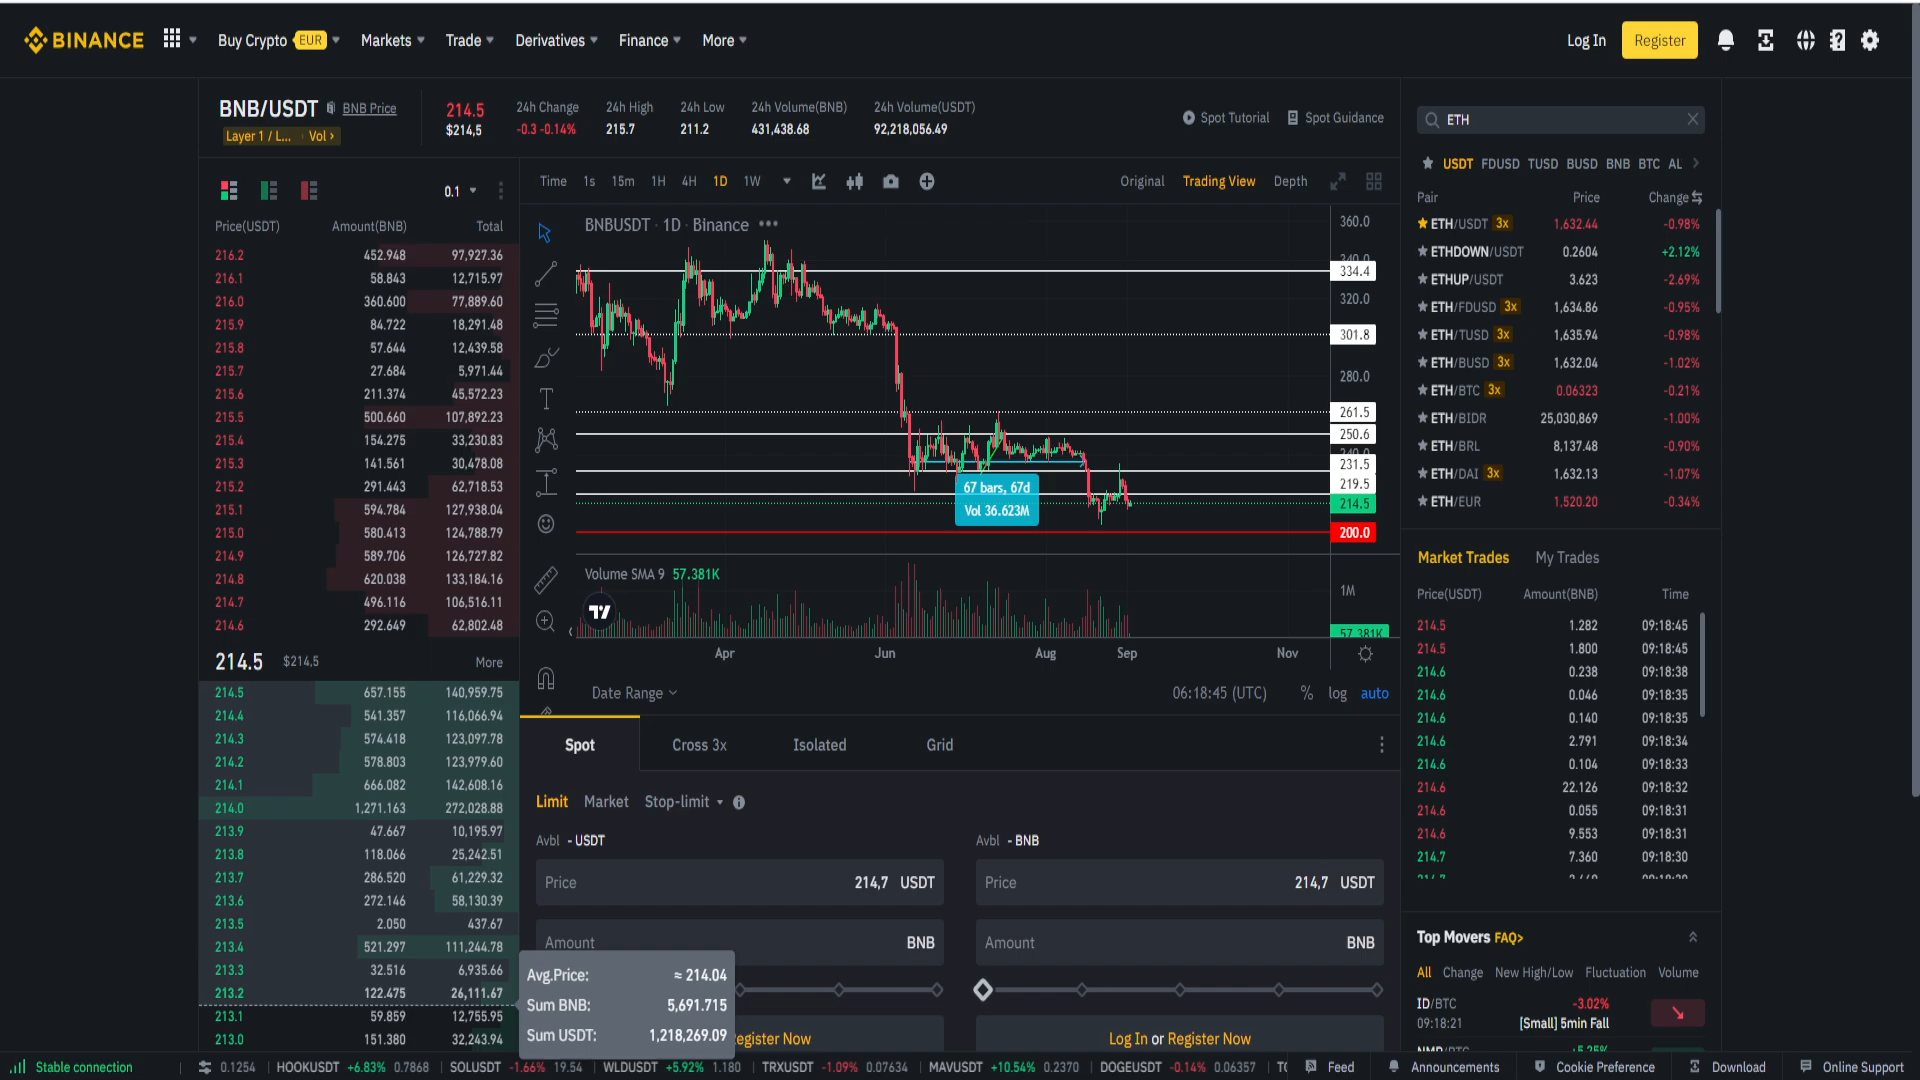 BINANCE
Buy Crypto EUR Markets Trade Derivatives Finance More
Log In Register
BNB/USDT BNB Price
Layer 1 / L... Vol
214.5
$214,5
24h Change
-0.3 -0.14%
24h High
215.7
24h Low
211.2
24h Volume(BNB)
431,438.68
24h Volume(USDT)
92,218,056.49
Spot Tutorial Spot Guidance
0.1
Price(USDT) Amount(BNB) Total
216.2 452.948 97,927.36
216.1 58.843 12,715.97
216.0 360.600 77,889.60
215.9 84.722 18,291.48
215.8 57.644 12,439.58
215.7 27.684 5,971.44
215.6 211.374 45,572.23
215.5 500.660 107,892.23
215.4 154.275 33,230.83
215.3 141.561 30,478.08
215.2 291.443 62,718.53
215.1 594.784 127,938.04
215.0 580.413 124,788.79
214.9 589.706 126,727.82
214.8 620.038 133,184.16
214.7 496.116 106,516.11
214.6 292.649 62,802.48
214.5 $214,5 More
214.5 657.155 140,959.75
214.4 541.357 116,066.94
214.3 574.418 123,097.78
214.2 578.803 123,979.60
214.1 666.082 142,608.16
214.0 1,271.163 272,028.88
213.9 47.667 10,195.97
213.8 118.066 25,242.51
213.7 286.520 61,229.32
213.6 272.146 58,130.39
213.5 2.050 437.67
213.4 521.297 111,244.78
213.3 32.516 6,935.66
213.2 122.475 26,111.67
213.1 59.859 12,755.95
213.0 151.380 32,243.94
Time 1s 15m 1H 4H 1D 1W
Original Trading View Depth
BNBUSDT · 1D · Binance
360.0
340.0
334.4
320.0
301.8
280.0
261.5
250.6
240.0
231.5
219.5
214.5
200.0
67 bars, 67d
Vol 36.623M
Volume SMA 9 57.381K
1M
57.381K
Apr Jun Aug Sep Nov
Date Range 06:18:45 (UTC) % log auto
Spot Cross 3x Isolated Grid
Limit Market Stop-limit
Avbl - USDT
Price 214,7 USDT
Amount BNB
Avg.Price: ≈ 214.04
Sum BNB: 5,691.715
Sum USDT: 1,218,269.09
egister Now
Avbl - BNB
Price 214,7 USDT
Amount BNB
Log In or Register Now
ETH
USDT FDUSD TUSD BUSD BNB BTC AL
Pair Price Change
ETH/USDT 3x 1,632.44 -0.98%
ETHDOWN/USDT 0.2604 +2.12%
ETHUP/USDT 3.623 -2.69%
ETH/FDUSD 3x 1,634.86 -0.95%
ETH/TUSD 3x 1,635.94 -0.98%
ETH/BUSD 3x 1,632.04 -1.02%
ETH/BTC 3x 0.06323 -0.21%
ETH/BIDR 25,030,869 -1.00%
ETH/BRL 8,137.48 -0.90%
ETH/DAI 3x 1,632.13 -1.07%
ETH/EUR 1,520.20 -0.34%
Market Trades My Trades
Price(USDT) Amount(BNB) Time
214.5 1.282 09:18:45
214.5 1.800 09:18:45
214.6 0.238 09:18:38
214.6 0.046 09:18:35
214.6 0.140 09:18:35
214.6 2.791 09:18:34
214.6 0.104 09:18:33
214.6 22.126 09:18:32
214.6 0.055 09:18:31
214.6 9.553 09:18:31
214.7 7.360 09:18:30
Top Movers FAQ>
All Change New High/Low Fluctuation Volume
ID/BTC -3.02%
09:18:21 [Small] 5min Fall
Stable connection 0.1254 HOOKUSDT +6.83% 0.7868 SOLUSDT -1.66% 19.54 WLDUSDT +5.92% 1.180 TRXUSDT -1.09% 0.07634 MAVUSDT +10.54% 0.2370 DOGEUSDT -0.14% 0.06357 Feed Announcements Cookie Preference Download Online Support